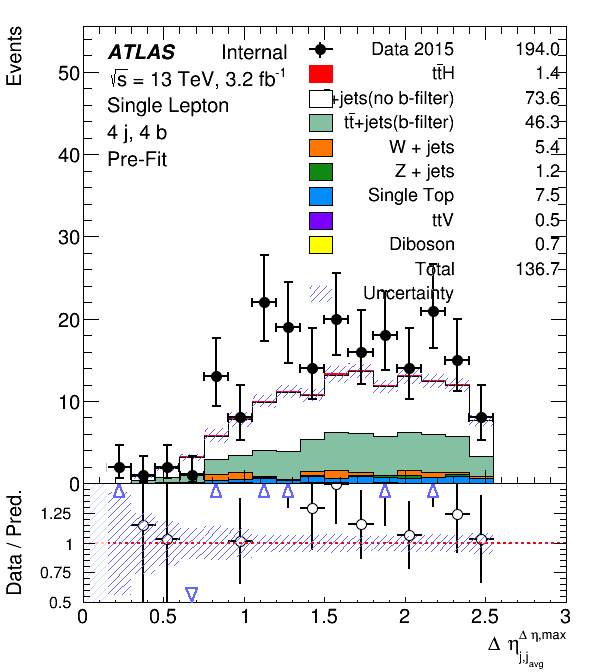 Events
ATLAS Internal
√s = 13 TeV, 3.2 fb-1
Single Lepton
4 j, 4 b
Pre-Fit
Data 2015 194.0
tt̄H 1.4
+jets(no b-filter) 73.6
tt̄+jets(b-filter) 46.3
W + jets 5.4
Z + jets 1.2
Single Top 7.5
ttV 0.5
Diboson 0.7
Total 136.7
Uncertainty
50
40
30
20
10
0
Data / Pred.
1.25
1
0.75
0.5
0 0.5 1 1.5 2 2.5 3
Δ η j,javg Δ η,max